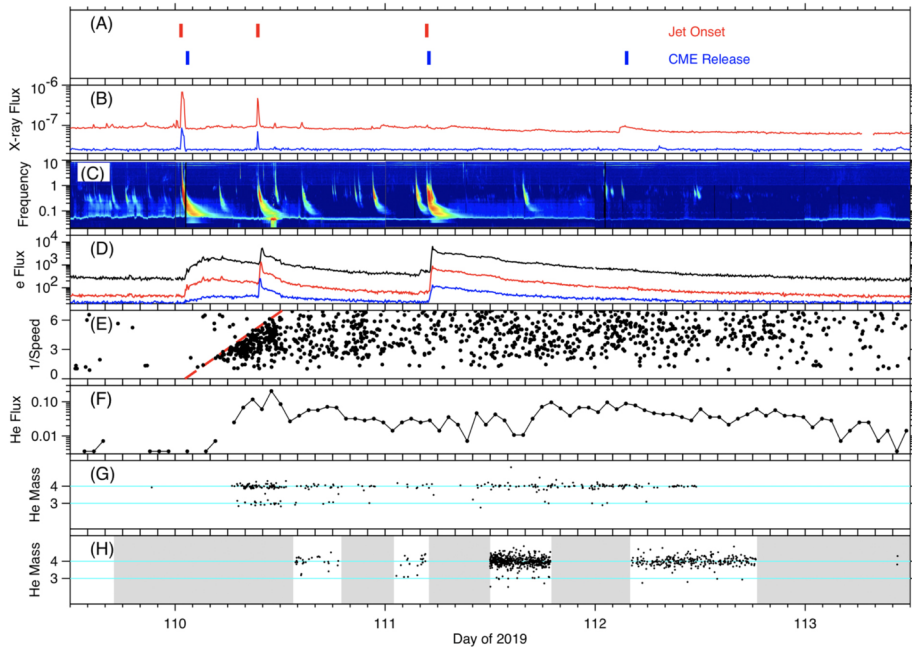 (A)
Jet Onset
CME Release
(B)
X-ray Flux
10-6
10-7
(C)
Frequency
10
1
0.1
(D)
e Flux
104
103
102
(E)
1/Speed
6
3
0
(F)
He Flux
0.10
0.01
(G)
He Mass
4
3
(H)
He Mass
4
3
110 111 112 113
Day of 2019